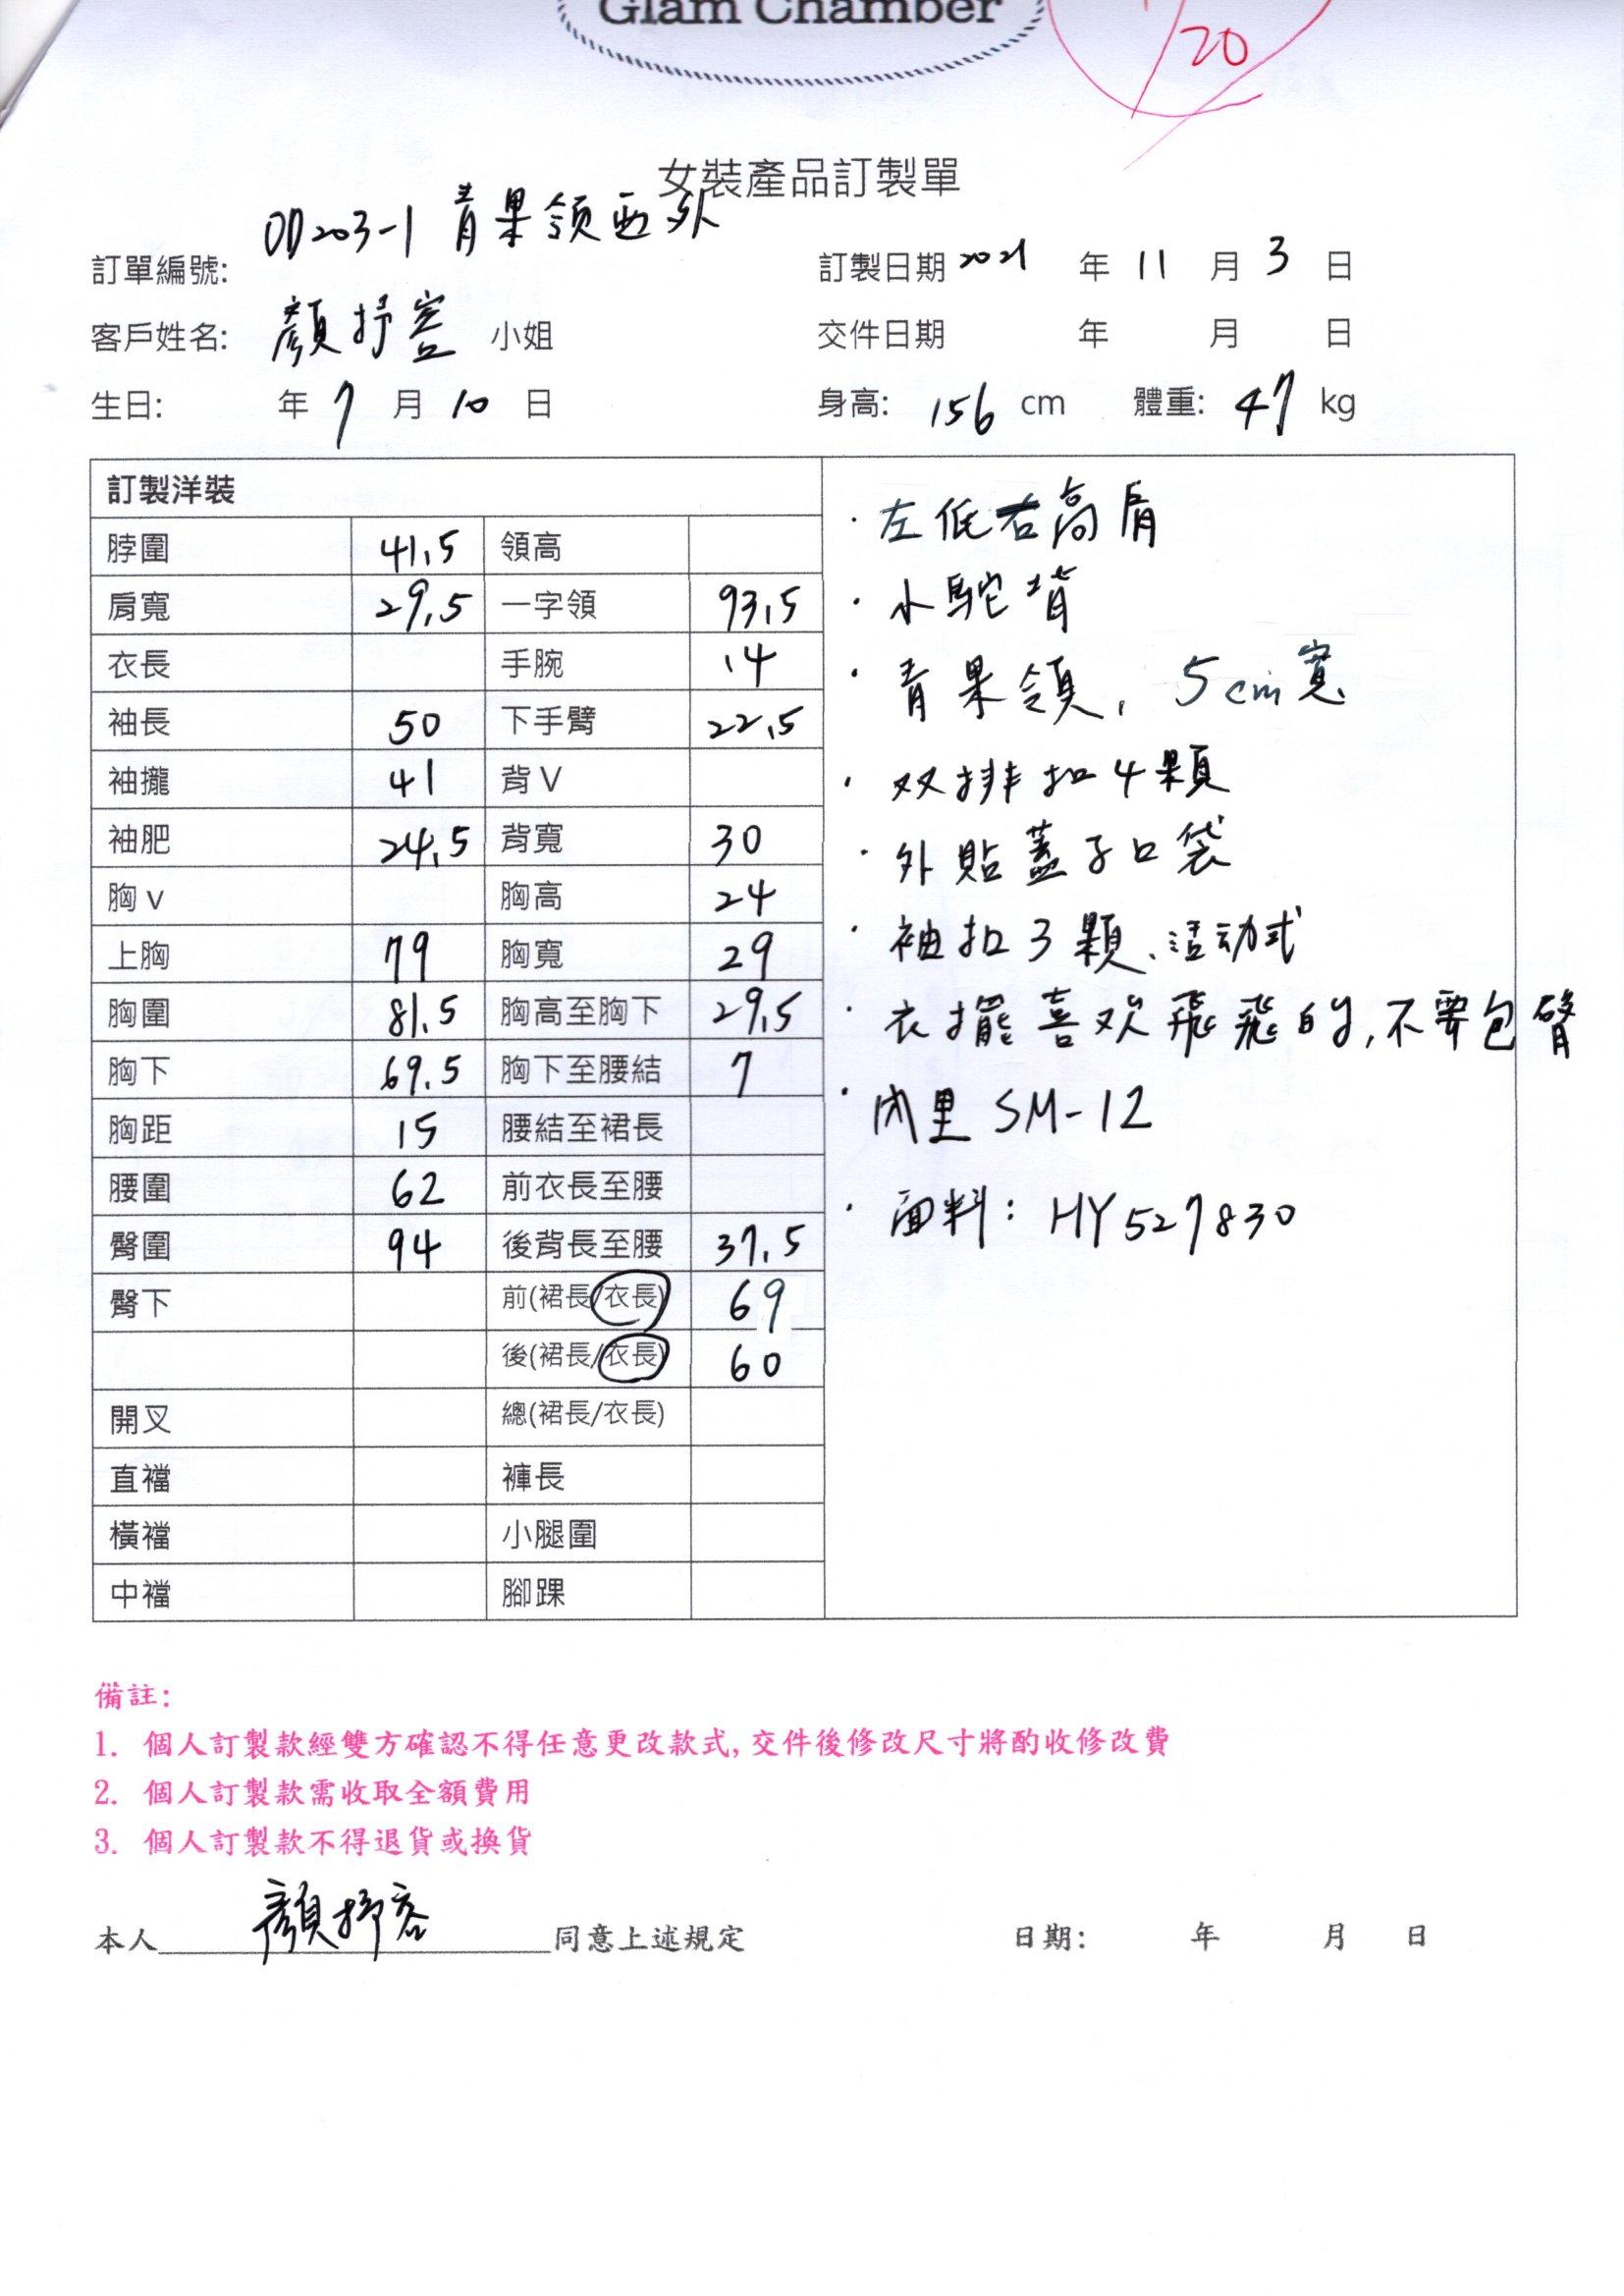 Glam Chamber
20
女裝產品訂製單
訂單編號: OD203-1 青果領西外
訂製日期 2021 年 11 月 3 日
客戶姓名: 顏抒容 小姐
交件日期 年 月 日
生日: 年 7 月 10 日
身高: 156 cm 體重: 47 kg
訂製洋裝
脖圍 41.5 領高
肩寬 29.5 一字領 93.5
衣長 手腕 14
袖長 50 下手臂 22.5
袖攏 41 背V
袖肥 24.5 背寬 30
胸v 胸高 24
上胸 79 胸寬 29
胸圍 81.5 胸高至胸下 29.5
胸下 69.5 胸下至腰結 7
胸距 15 腰結至裙長
腰圍 62 前衣長至腰
臀圍 94 後背長至腰 37.5
臀下 前(裙長/衣長) 69
後(裙長/衣長) 60
開叉 總(裙長/衣長)
直襠 褲長
橫襠 小腿圍
中襠 腳踝
· 左低右高肩
· 小駝背
· 青果領, 5cm寬
· 双排扣4顆
· 外貼蓋子口袋
· 袖扣3顆、活动式
· 衣擺喜欢飛飛的,不要包臀
· 內里 SM-12
· 面料: HY527830
備註:
1. 個人訂製款經雙方確認不得任意更改款式,交件後修改尺寸將酌收修改費
2. 個人訂製款需收取全額費用
3. 個人訂製款不得退貨或換貨
本人 顏抒容 同意上述規定 日期: 年 月 日